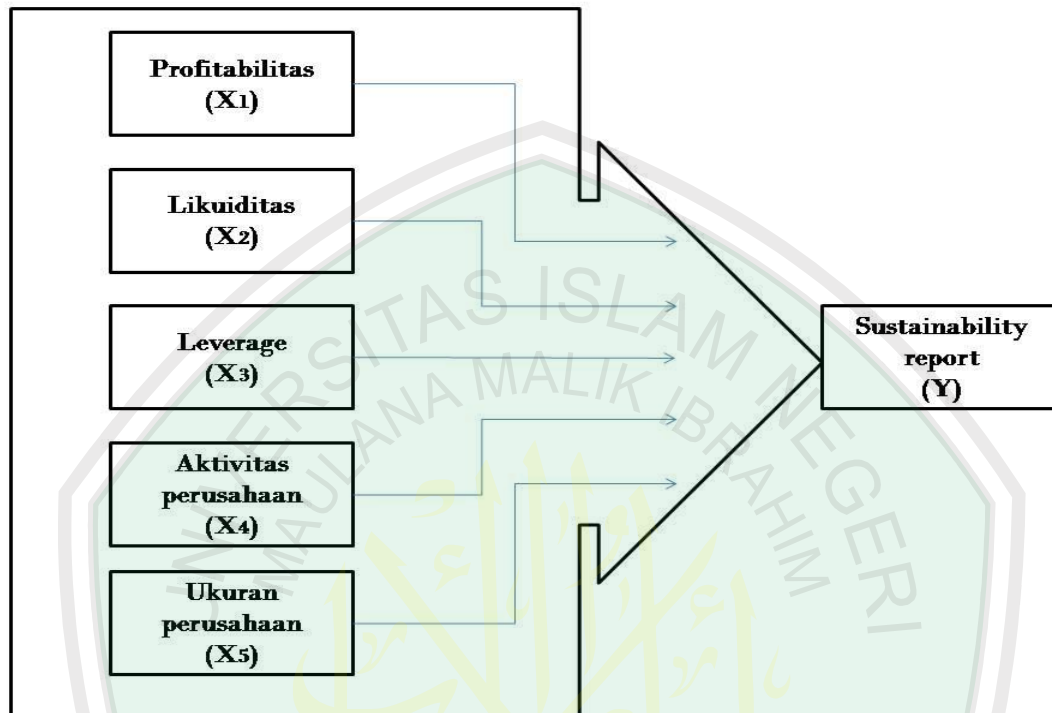 Profitabilitas
(X1)
Likuiditas
(X2)
Leverage
(X3)
Aktivitas
perusahaan
(X4)
Ukuran
perusahaan
(X5)
Sustainability
report
(Y)
UNIVERSITAS ISLAM NEGERI
MAULANA MALIK IBRAHIM